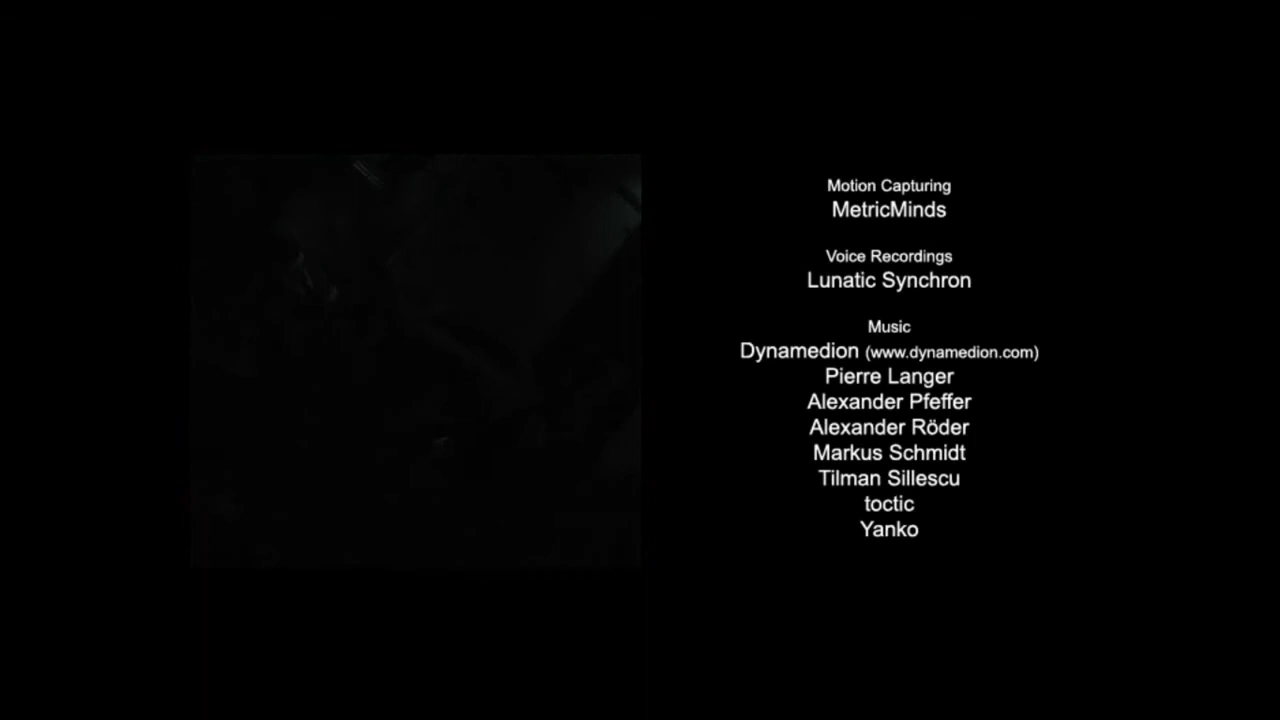 Motion Capturing
MetricMinds
Voice Recordings
Lunatic Synchron
Music
Dynamedion (www.dynamedion.com)
Pierre Langer
Alexander Pfeffer
Alexander Röder
Markus Schmidt
Tilman Sillescu
toctic
Yanko